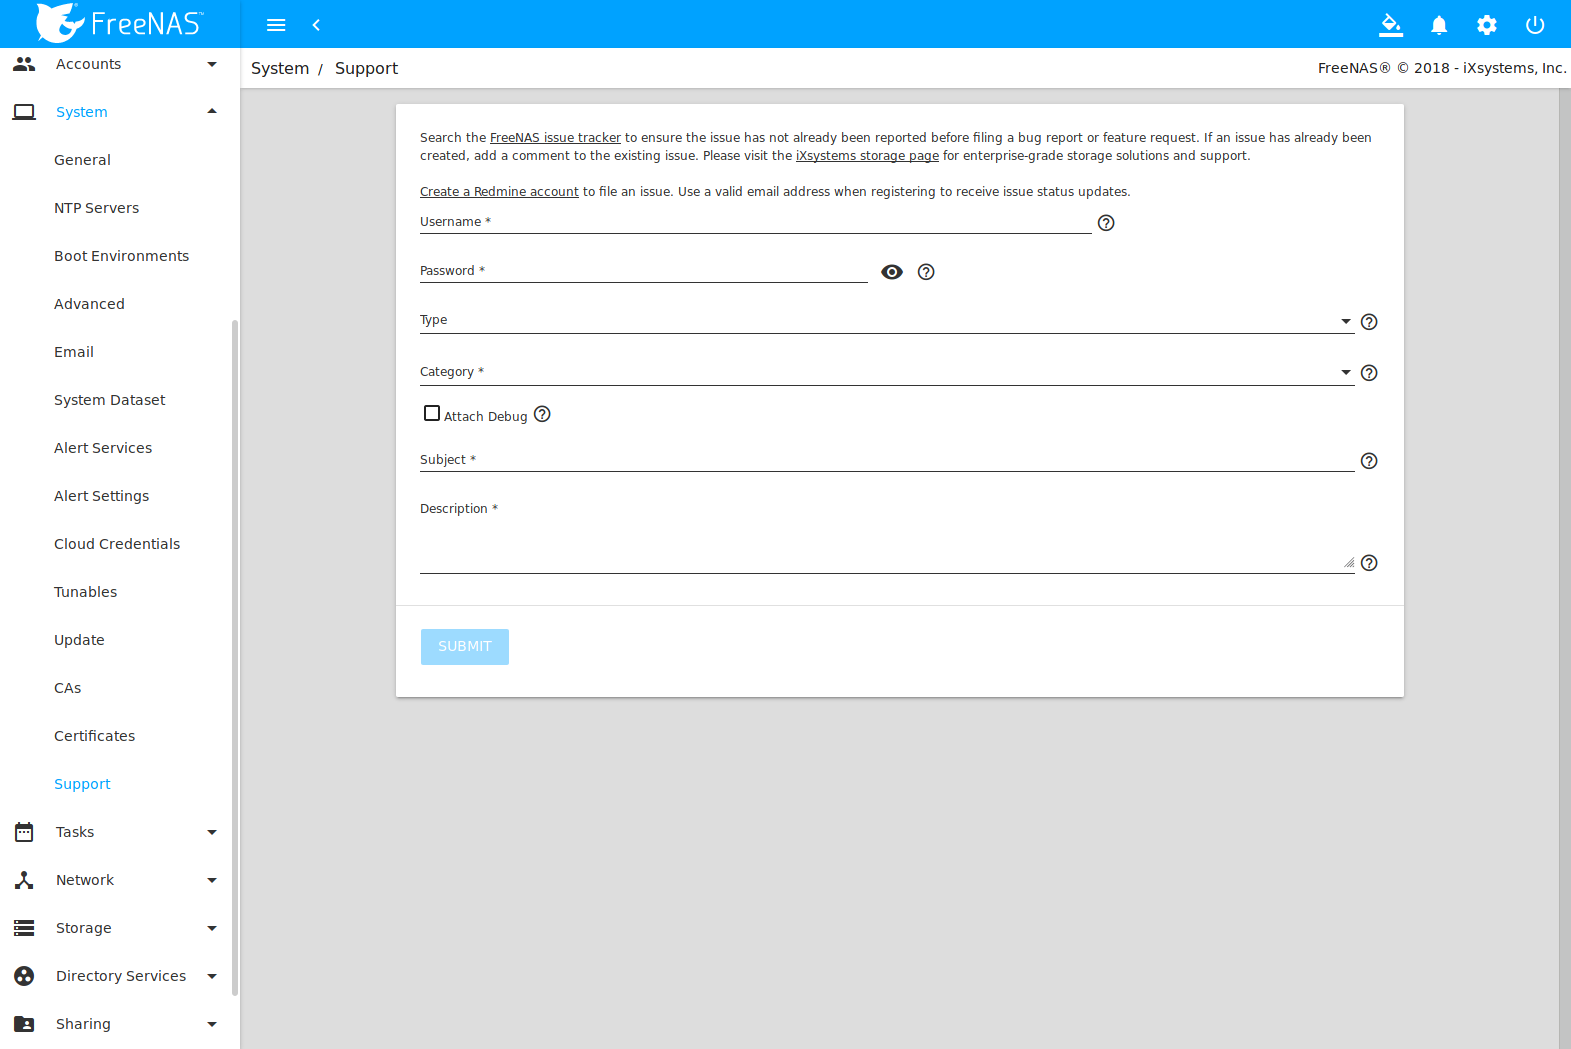 FreeNAS™
System / Support
FreeNAS® © 2018 - iXsystems, Inc.
Accounts
System
General
NTP Servers
Boot Environments
Advanced
Email
System Dataset
Alert Services
Alert Settings
Cloud Credentials
Tunables
Update
CAs
Certificates
Support
Tasks
Network
Storage
Directory Services
Sharing
Search the FreeNAS issue tracker to ensure the issue has not already been reported before filing a bug report or feature request. If an issue has already been
created, add a comment to the existing issue. Please visit the iXsystems storage page for enterprise-grade storage solutions and support.
Create a Redmine account to file an issue. Use a valid email address when registering to receive issue status updates.
Username *
Password *
Type
Category *
Attach Debug
Subject *
Description *
SUBMIT